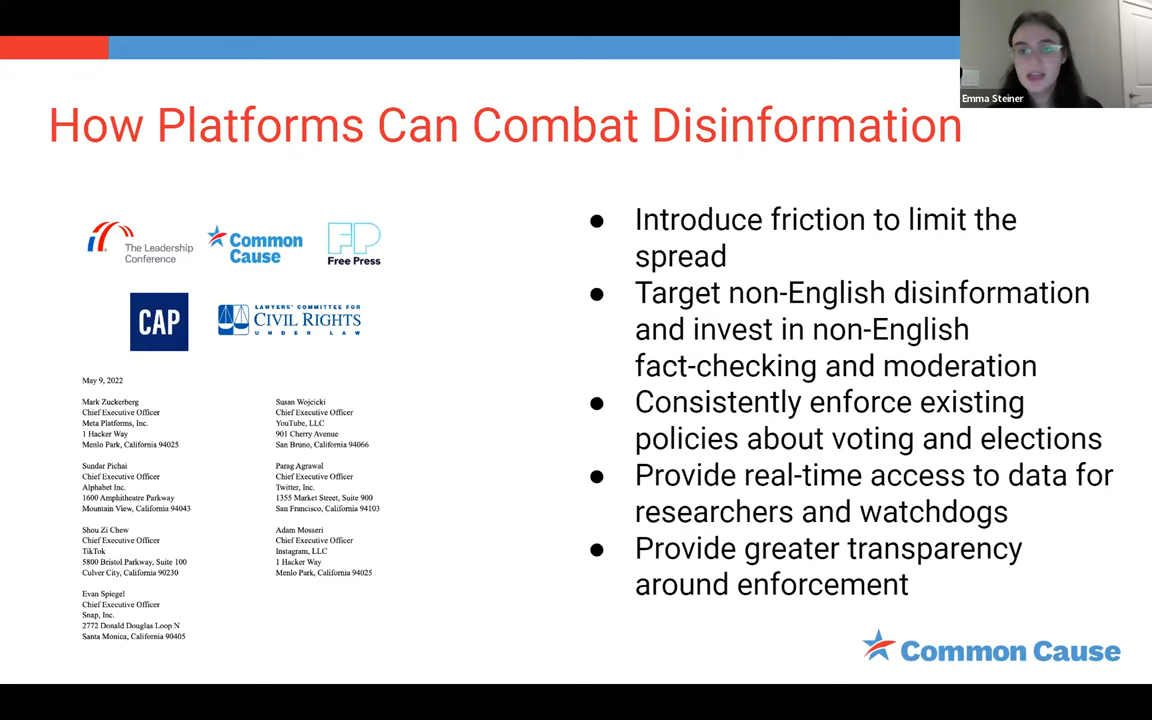 Emma Steiner
How Platforms Can Combat Disinformation
The Leadership
Conference
Common
Cause
FP
Free Press
CAP
LAWYERS' COMMITTEE FOR
CIVIL RIGHTS
UNDER LAW
May 9, 2022
Mark Zuckerberg
Chief Executive Officer
Meta Platforms, Inc.
1 Hacker Way
Menlo Park, California 94025
Susan Wojcicki
Chief Executive Officer
YouTube, LLC
901 Cherry Avenue
San Bruno, California 94066
Sundar Pichai
Chief Executive Officer
Alphabet Inc.
1600 Amphitheatre Parkway
Mountain View, California 94043
Parag Agrawal
Chief Executive Officer
Twitter, Inc.
1355 Market Street, Suite 900
San Francisco, California 94103
Shou Zi Chew
Chief Executive Officer
TikTok
5800 Bristol Parkway, Suite 100
Culver City, California 90230
Adam Mosseri
Chief Executive Officer
Instagram, LLC
1 Hacker Way
Menlo Park, California 94025
Evan Spiegel
Chief Executive Officer
Snap, Inc.
2772 Donald Douglas Loop N
Santa Monica, California 90405
● Introduce friction to limit the
spread
● Target non-English disinformation
and invest in non-English
fact-checking and moderation
● Consistently enforce existing
policies about voting and elections
● Provide real-time access to data for
researchers and watchdogs
● Provide greater transparency
around enforcement
Common Cause